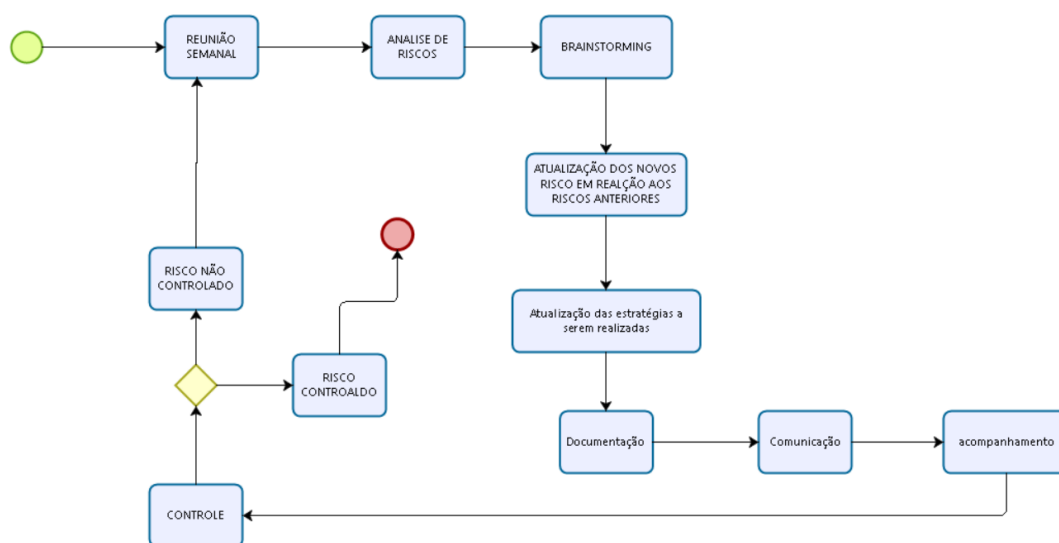 REUNIÃO
SEMANAL
ANALISE DE
RISCOS
BRAINSTORMING
ATUALIZAÇÃO DOS NOVOS
RISCO EM REALÇÃO AOS
RISCOS ANTERIORES
RISCO NÃO
CONTROLADO
Atualização das estratégias a
serem realizadas
RISCO
CONTROALDO
Documentação
Comunicação
acompanhamento
CONTROLE